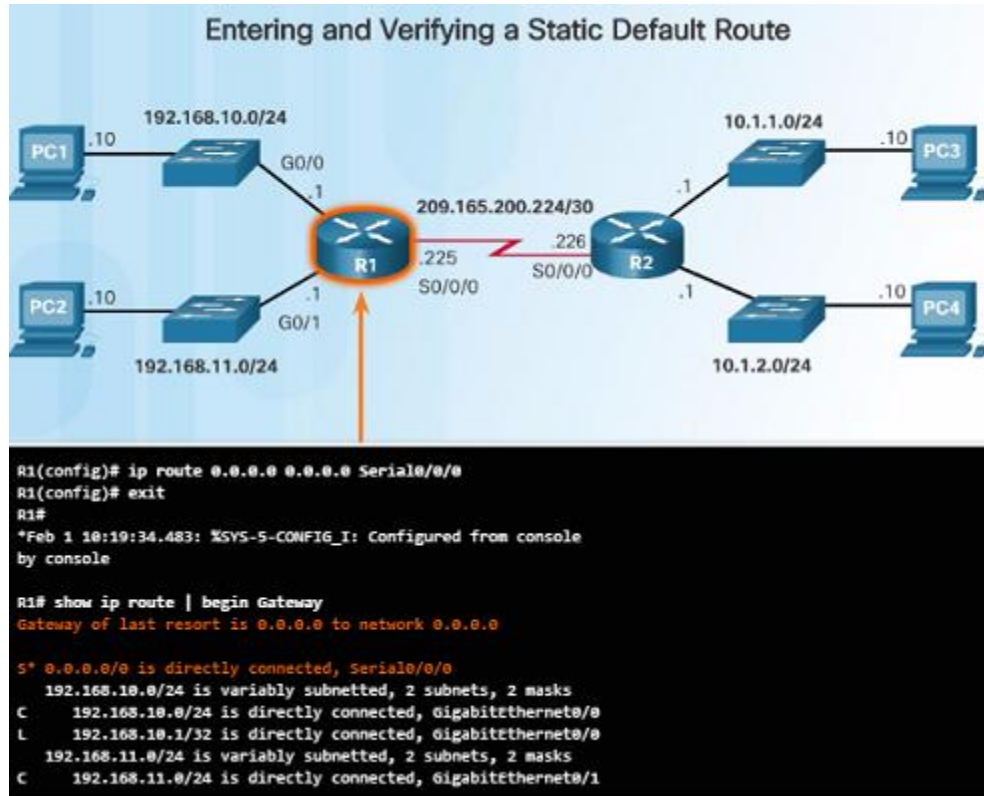 Entering and Verifying a Static Default Route
192.168.10.0/24
10.1.1.0/24
PC1
.10
.10
PC3
G0/0
.1
.1
209.165.200.224/30
.226
R1
.225
R2
S0/0/0
S0/0/0
PC2
.10
.1
.1
.10
PC4
G0/1
192.168.11.0/24
10.1.2.0/24
R1(config)# ip route 0.0.0.0 0.0.0.0 Serial0/0/0
R1(config)# exit
R1#
*Feb 1 10:19:34.483: %SYS-5-CONFIG_I: Configured from console
by console
R1# show ip route | begin Gateway
Gateway of last resort is 0.0.0.0 to network 0.0.0.0
S* 0.0.0.0/0 is directly connected, Serial0/0/0
192.168.10.0/24 is variably subnetted, 2 subnets, 2 masks
C 192.168.10.0/24 is directly connected, GigabitEthernet0/0
L 192.168.10.1/32 is directly connected, GigabitEthernet0/0
192.168.11.0/24 is variably subnetted, 2 subnets, 2 masks
C 192.168.11.0/24 is directly connected, GigabitEthernet0/1